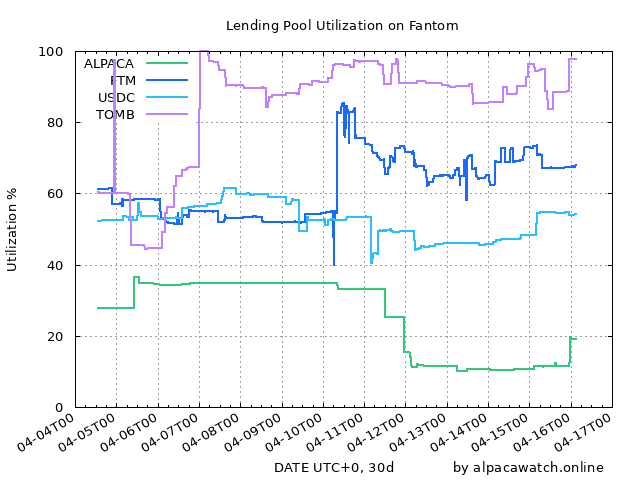 Lending Pool Utilization on Fantom
100
80
60
40
20
0
Utilization %
ALPACA
FTM
USDC
TOMB
04-04T00
04-05T00
04-06T00
04-07T00
04-08T00
04-09T00
04-10T00
04-11T00
04-12T00
04-13T00
04-14T00
04-15T00
04-16T00
04-17T00
DATE UTC+0, 30d
by alpacawatch.online